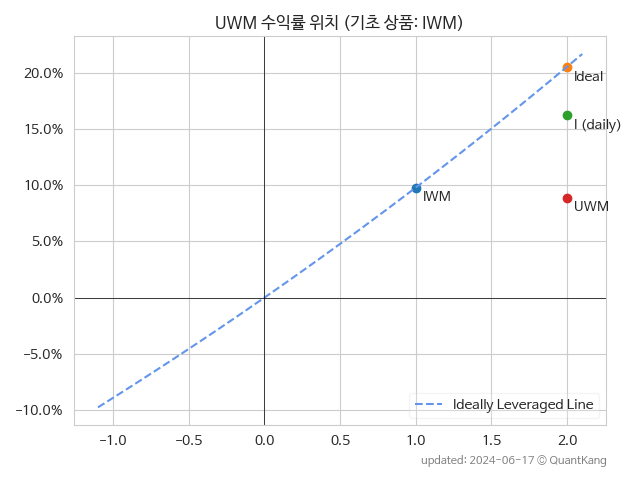 UWM 수익률 위치 (기초 상품: IWM)
20.0%
15.0%
10.0%
5.0%
0.0%
−5.0%
−10.0%
Ideal
I (daily)
IWM
UWM
Ideally Leveraged Line
−1.0 −0.5 0.0 0.5 1.0 1.5 2.0
updated: 2024-06-17 © QuantKang